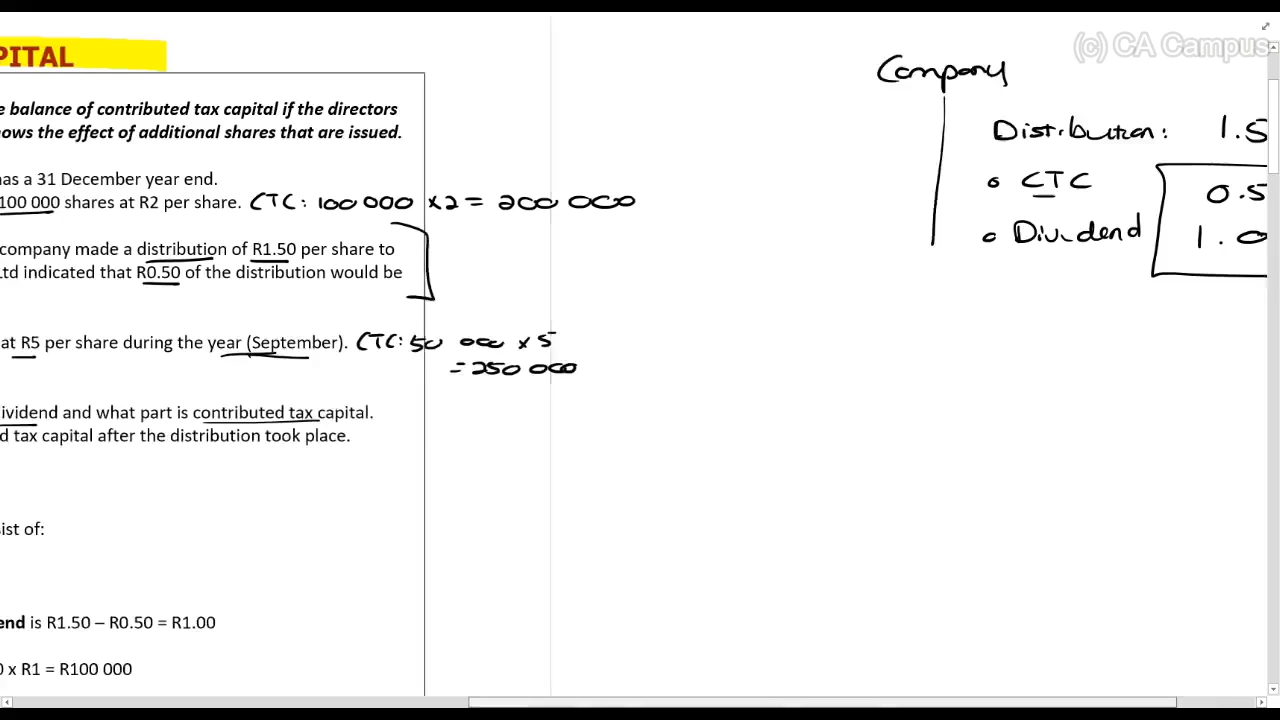 PITAL
(c) CA Campus
Company
e balance of contributed tax capital if the directors
hows the effect of additional shares that are issued.
Distribution: 1.5
has a 31 December year end.
• CTC 0.5
100 000 shares at R2 per share. CTC: 100 000 x 2 = 200 000
• Dividend 1.0
company made a distribution of R1.50 per share to
Ltd indicated that R0.50 of the distribution would be
at R5 per share during the year (September). CTC: 50 000 x 5
= 250 000
ividend and what part is contributed tax capital.
d tax capital after the distribution took place.
ist of:
end is R1.50 – R0.50 = R1.00
0 x R1 = R100 000